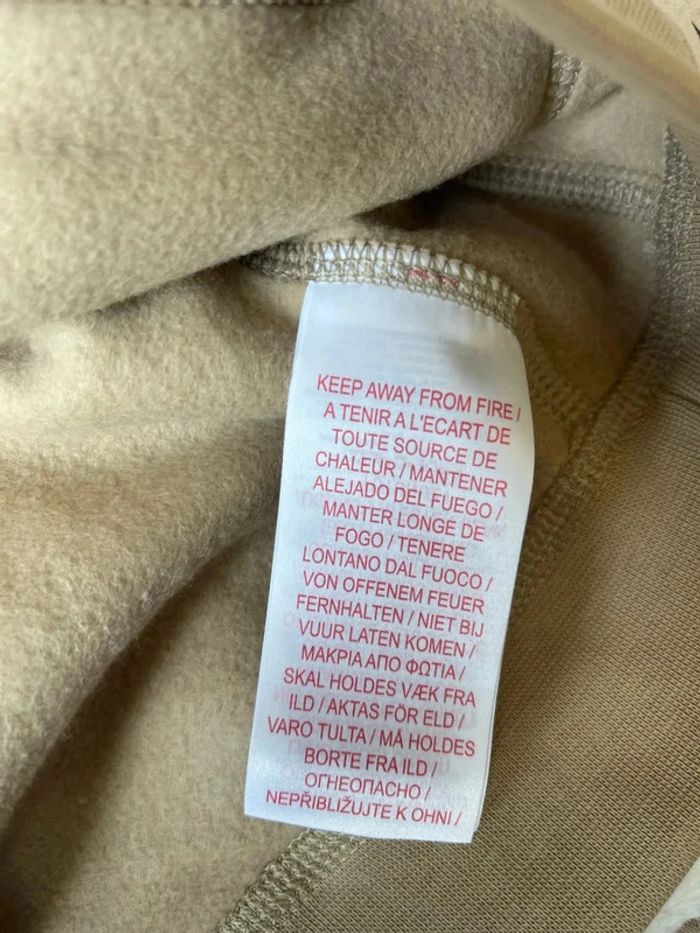 KEEP AWAY FROM FIRE /
A TENIR A L'ECART DE
TOUTE SOURCE DE
CHALEUR / MANTENER
ALEJADO DEL FUEGO /
MANTER LONGE DE
FOGO / TENERE
LONTANO DAL FUOCO /
VON OFFENEM FEUER
FERNHALTEN / NIET BIJ
VUUR LATEN KOMEN /
ΜΑΚΡΙΑ ΑΠΟ ΦΩΤΙΑ /
SKAL HOLDES VÆK FRA
ILD / AKTAS FÖR ELD /
VARO TULTA / MÅ HOLDES
BORTE FRA ILD /
ОГНЕОПАСНО /
NEPŘIBLIŽUJTE K OHNI /